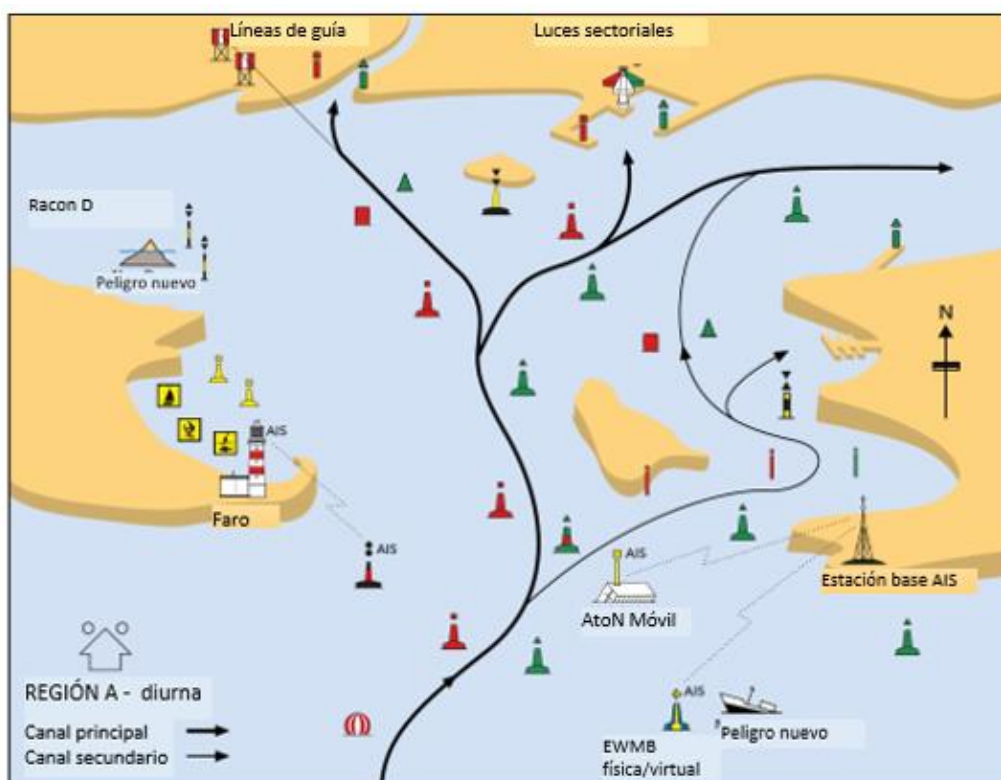 Líneas de guía
Luces sectoriales
Racon D
Peligro nuevo
N
AIS
Faro
AIS
AIS
Estación base AIS
AtoN Móvil
REGIÓN A - diurna
Canal principal
Canal secundario
AIS
Peligro nuevo
EWMB
física/virtual